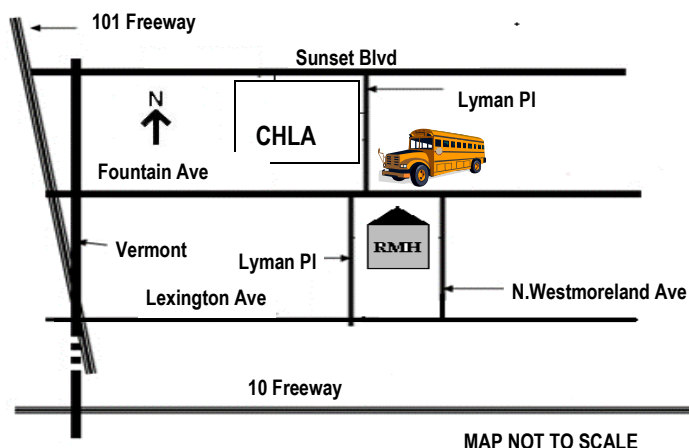 101 Freeway
Sunset Blvd
N
Lyman Pl
CHLA
Fountain Ave
RMH
Vermont
Lyman Pl
N.Westmoreland Ave
Lexington Ave
10 Freeway
MAP NOT TO SCALE